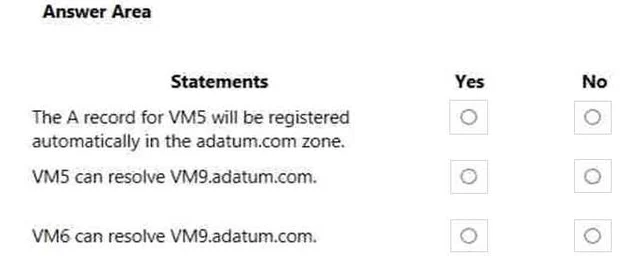 Answer Area
Statements Yes No
The A record for VM5 will be registered
automatically in the adatum.com zone.
VM5 can resolve VM9.adatum.com.
VM6 can resolve VM9.adatum.com.